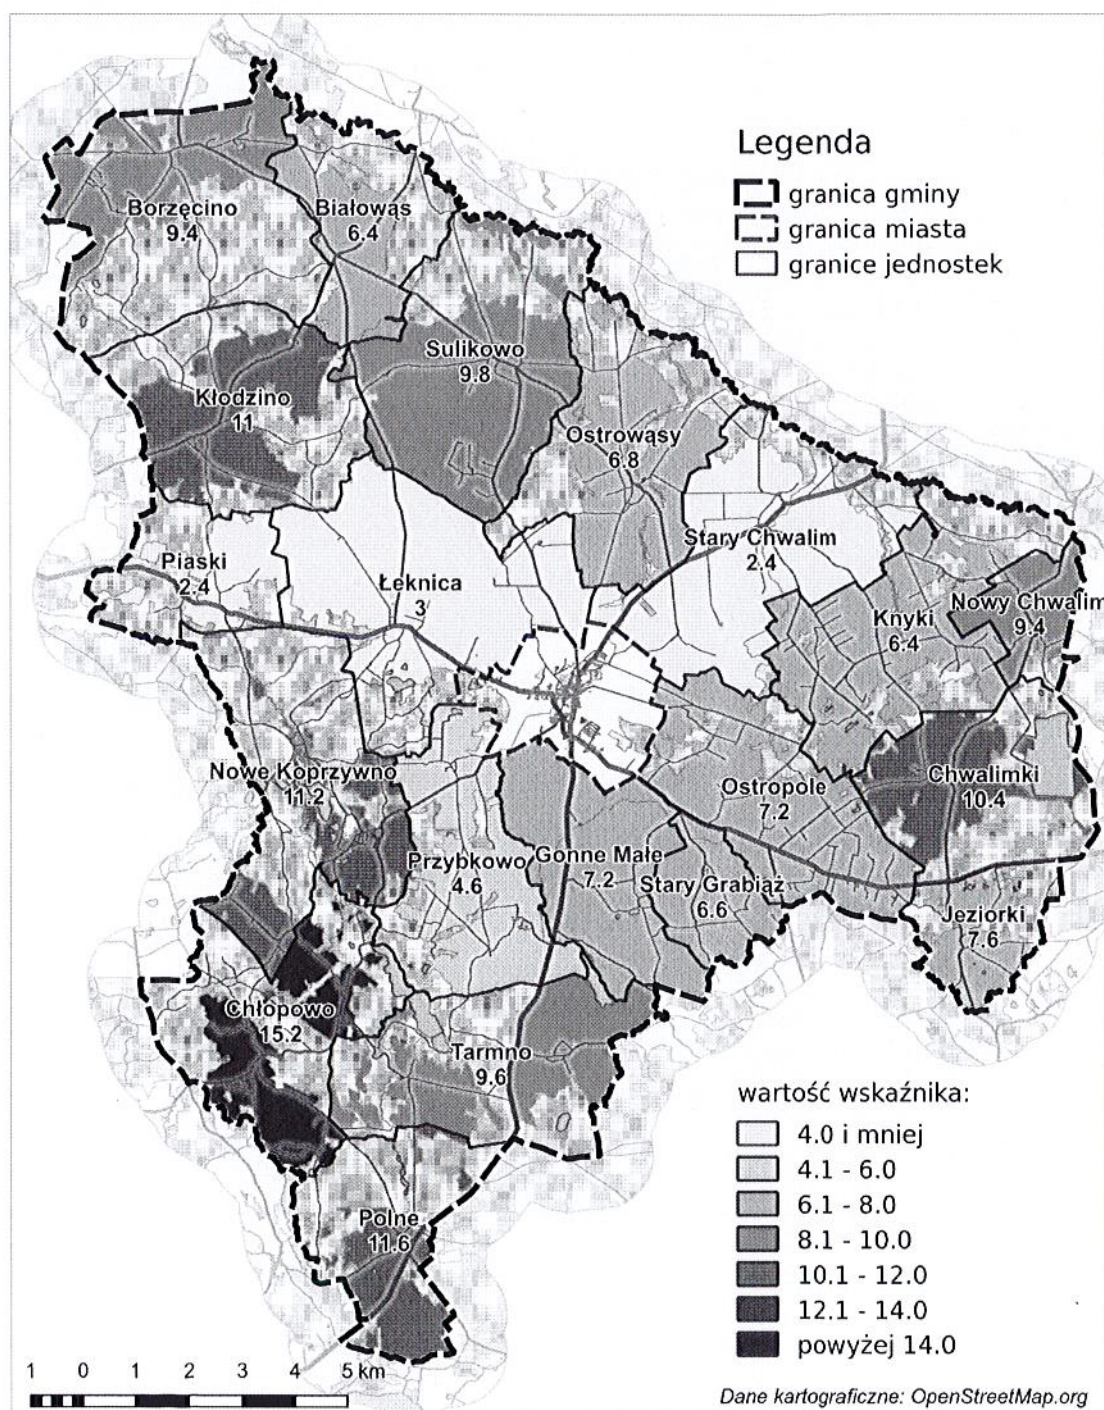 Legenda
granica gminy
granica miasta
granice jednostek
Borzęcino
9.4
Białowąs
6.4
Sulikowo
9.8
Kłodzino
11
Ostrowąsy
6.8
Stary Chwalim
2.4
Piaski
2.4
Łeknica
3
Knyki
6.4
Nowy Chwalim
9.4
Nowe Koprzywno
11.2
Ostropole
7.2
Chwalimki
10.4
Przybkowo
4.6
Gonne Małe
7.2
Stary Grabiąż
6.6
Jeziorki
7.6
Chłopowo
15.2
Tarmno
9.6
Polne
11.6
wartość wskaźnika:
4.0 i mniej
4.1 - 6.0
6.1 - 8.0
8.1 - 10.0
10.1 - 12.0
12.1 - 14.0
powyżej 14.0
1 0 1 2 3 4 5 km
Dane kartograficzne: OpenStreetMap.org